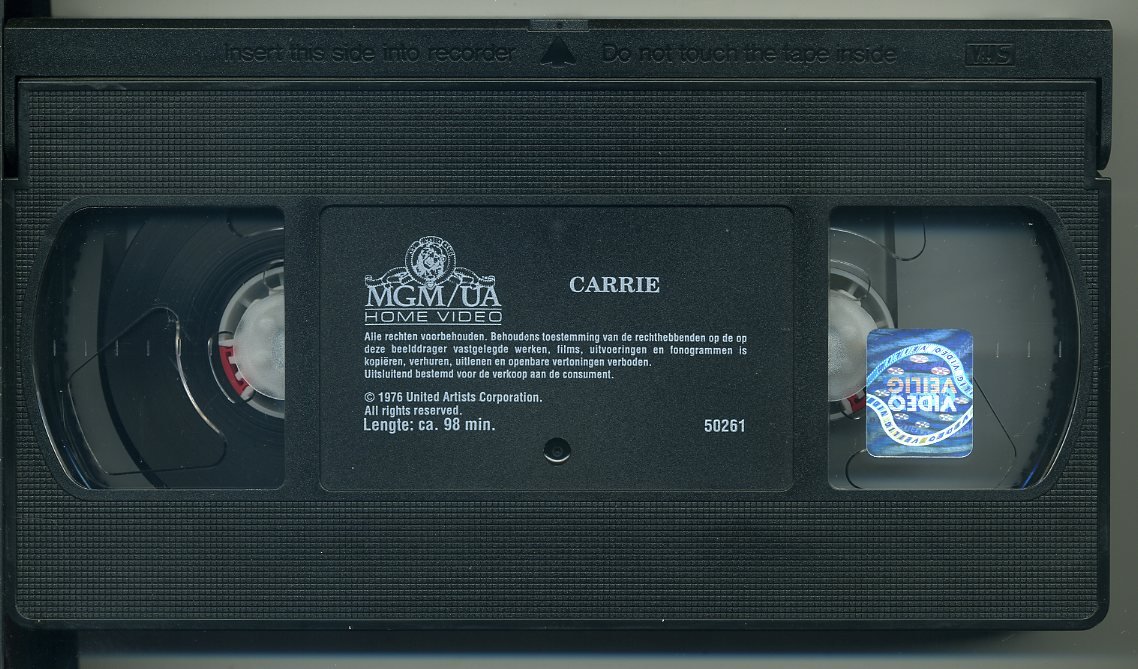 Insert this side into recorder Do not touch the tape inside VHS
MGM/UA
HOME VIDEO
CARRIE
Alle rechten voorbehouden. Behoudens toestemming van de rechthebbenden op de op
deze beelddrager vastgelegde werken, films, uitvoeringen en fonogrammen is
kopiëren, verhuren, uitlenen en openbare vertoningen verboden.
Uitsluitend bestemd voor de verkoop aan de consument.
© 1976 United Artists Corporation.
All rights reserved.
Lengte: ca. 98 min.
50261
VIDEO
VEILIG